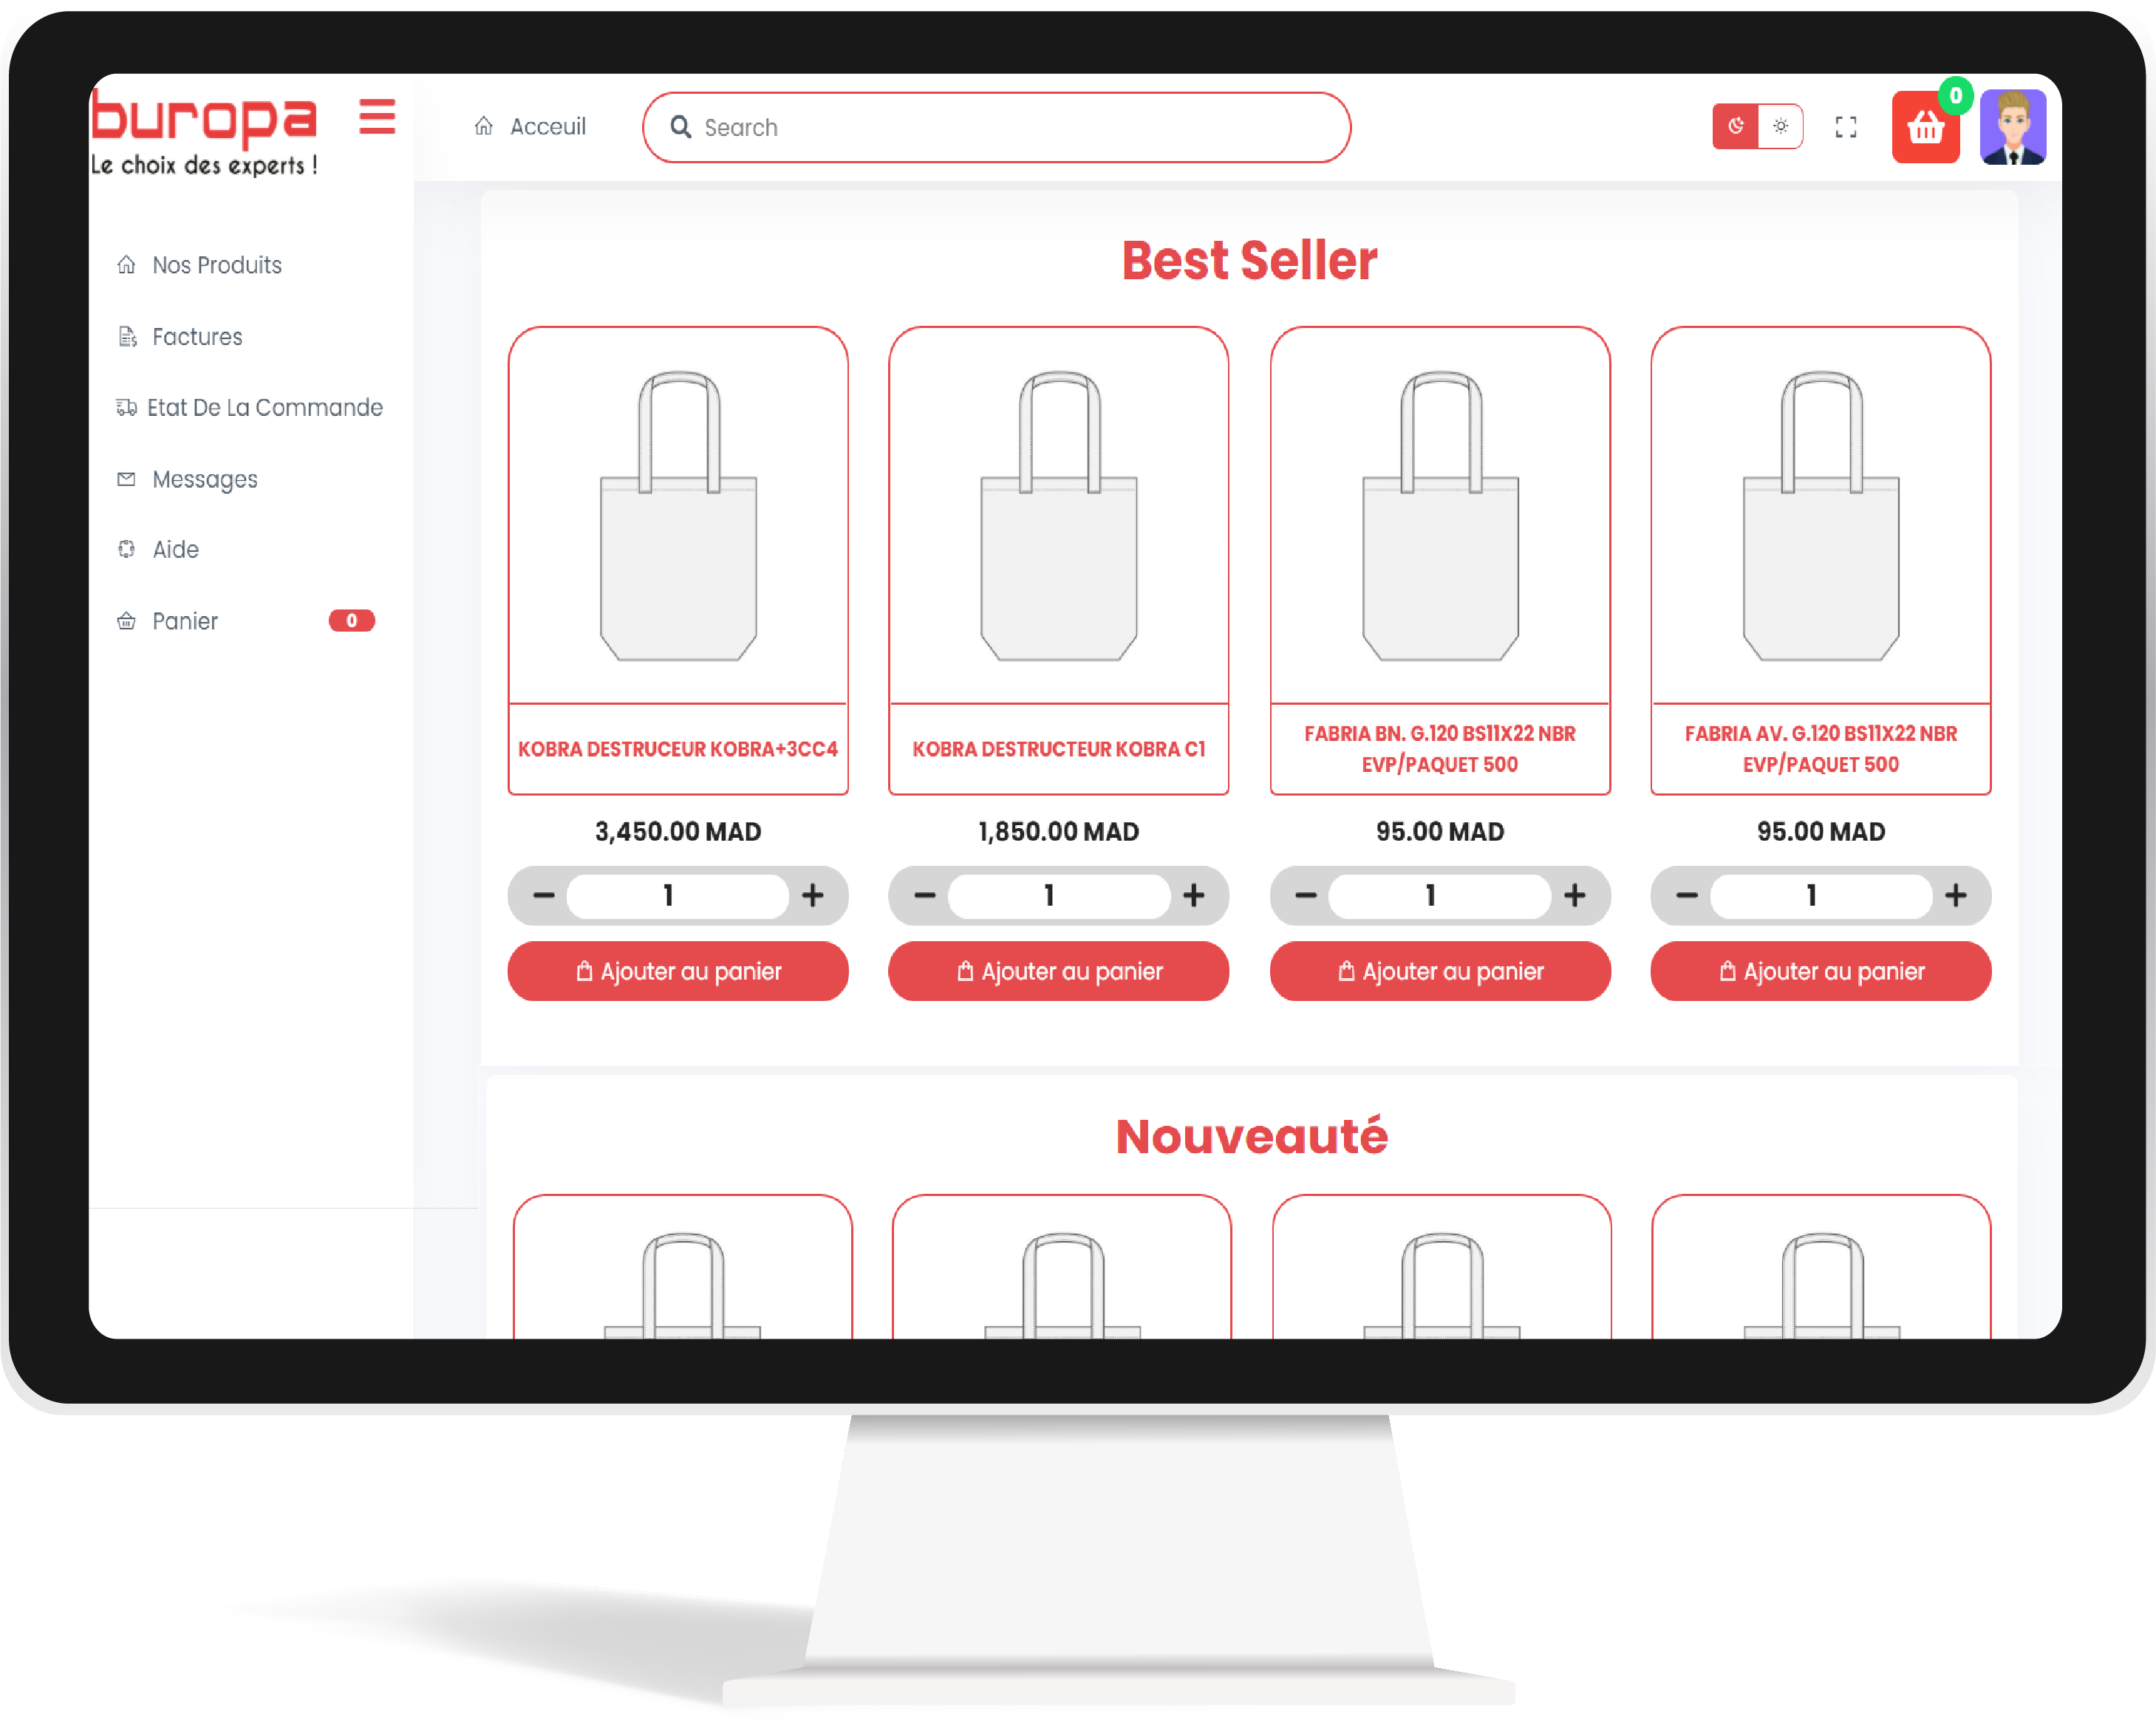 buropa
Le choix des experts !
Acceuil
Search
0
Nos Produits
Factures
Etat De La Commande
Messages
Aide
Panier
0
Best Seller
KOBRA DESTRUCEUR KOBRA+3CC4
3,450.00 MAD
1
Ajouter au panier
KOBRA DESTRUCTEUR KOBRA C1
1,850.00 MAD
1
Ajouter au panier
FABRIA BN. G.120 BS11X22 NBR
EVP/PAQUET 500
95.00 MAD
1
Ajouter au panier
FABRIA AV. G.120 BS11X22 NBR
EVP/PAQUET 500
95.00 MAD
1
Ajouter au panier
Nouveauté